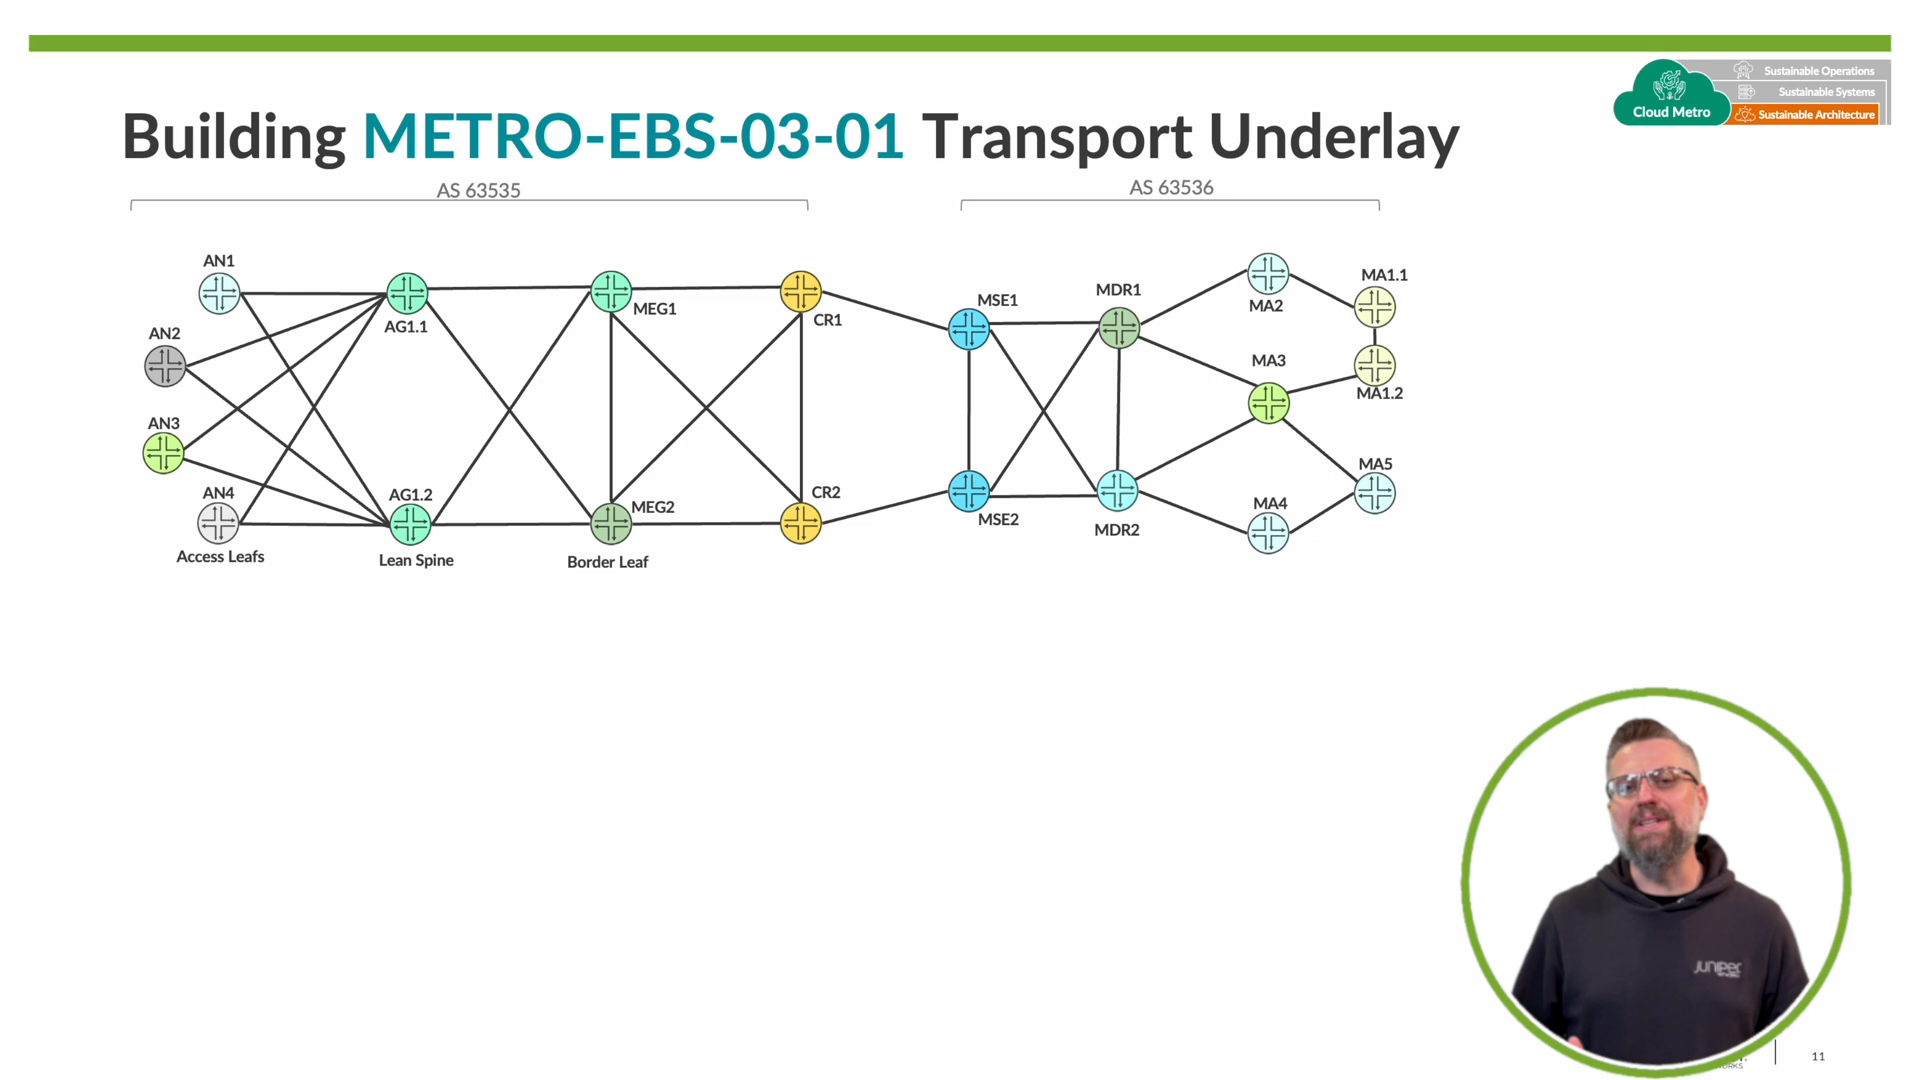 Sustainable Operations
Sustainable Systems
Cloud Metro
Sustainable Architecture
Building METRO-EBS-03-01 Transport Underlay
AS 63535
AS 63536
AN1
AN2
AN3
AN4
Access Leafs
AG1.1
AG1.2
Lean Spine
MEG1
MEG2
Border Leaf
CR1
CR2
MSE1
MSE2
MDR1
MDR2
MA2
MA3
MA4
MA1.1
MA1.2
MA5
JUNIPER
11